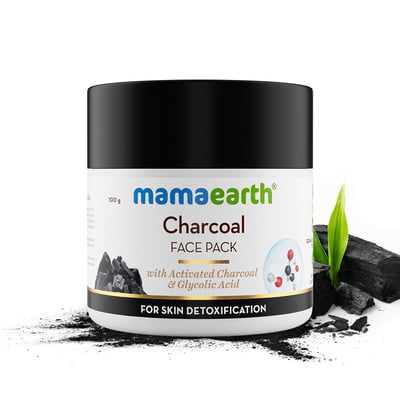 100 g
mamaearth®
Charcoal
FACE PACK
with Activated Charcoal
& Glycolic Acid
FOR SKIN DETOXIFICATION